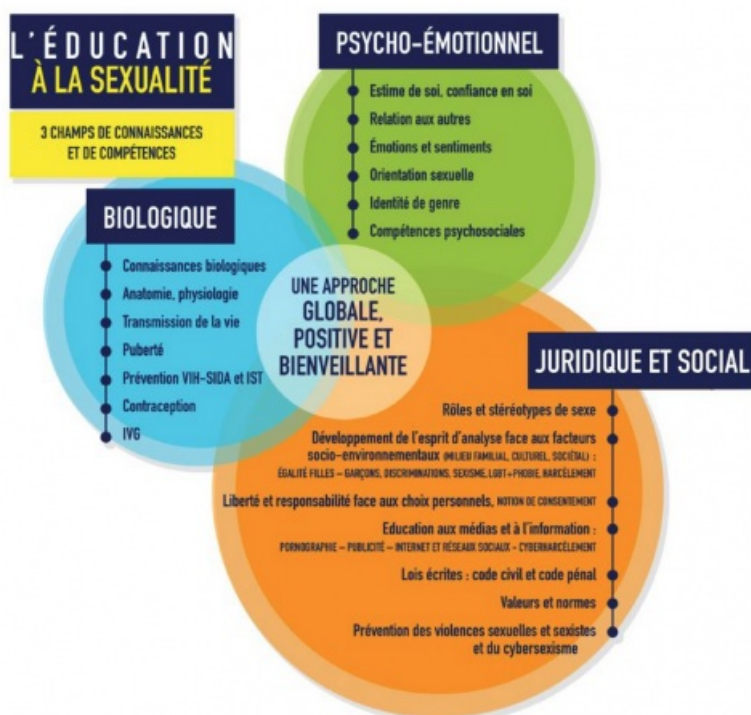 L'ÉDUCATION
À LA SEXUALITÉ
3 CHAMPS DE CONNAISSANCES
ET DE COMPÉTENCES
PSYCHO-ÉMOTIONNEL
Estime de soi, confiance en soi
Relation aux autres
Émotions et sentiments
Orientation sexuelle
Identité de genre
Compétences psychosociales
BIOLOGIQUE
Connaissances biologiques
Anatomie, physiologie
Transmission de la vie
Puberté
Prévention VIH-SIDA et IST
Contraception
IVG
UNE APPROCHE
GLOBALE,
POSITIVE ET
BIENVEILLANTE
JURIDIQUE ET SOCIAL
Rôles et stéréotypes de sexe
Développement de l'esprit d'analyse face aux facteurs
socio-environnementaux (MILIEU FAMILIAL, CULTUREL, SOCIÉTAL) :
ÉGALITÉ FILLES – GARÇONS, DISCRIMINATIONS, SEXISME, LGBT+PHOBIE, HARCÈLEMENT
Liberté et responsabilité face aux choix personnels, NOTION DE CONSENTEMENT
Education aux médias et à l'information :
PORNOGRAPHIE – PUBLICITÉ – INTERNET ET RÉSEAUX SOCIAUX - CYBERHARCÈLEMENT
Lois écrites : code civil et code pénal
Valeurs et normes
Prévention des violences sexuelles et sexistes
et du cybersexisme